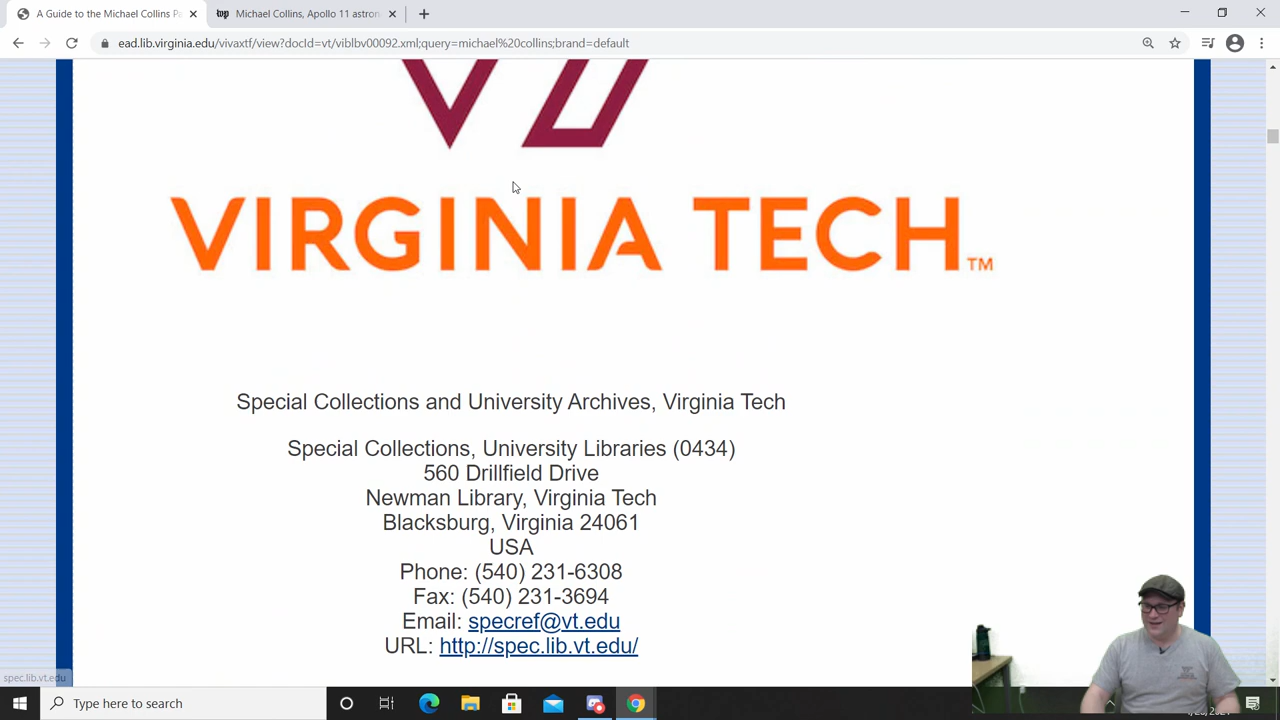 A Guide to the Michael Collins Pa
Michael Collins, Apollo 11 astron
ead.lib.virginia.edu/vivaxtf/view?docId=vt/viblbv00092.xml;query=michael%20collins;brand=default
VIRGINIA TECH™
Special Collections and University Archives, Virginia Tech
Special Collections, University Libraries (0434)
560 Drillfield Drive
Newman Library, Virginia Tech
Blacksburg, Virginia 24061
USA
Phone: (540) 231-6308
Fax: (540) 231-3694
Email: specref@vt.edu
URL: http://spec.lib.vt.edu/
spec.lib.vt.edu
Type here to search